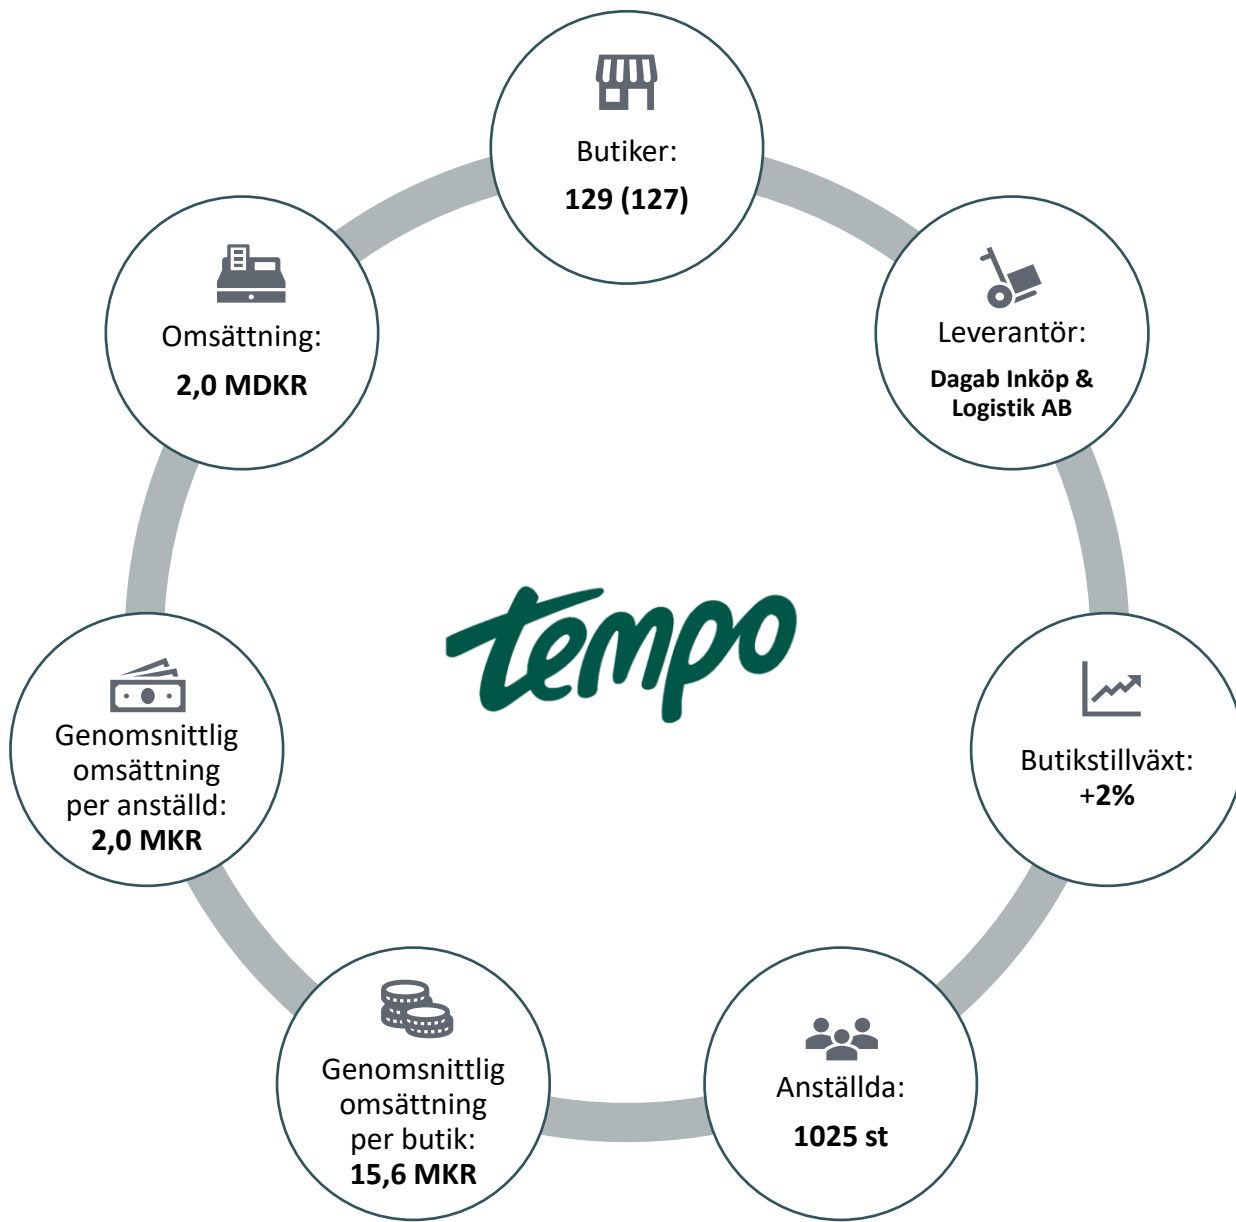 Butiker:
129 (127)
Leverantör:
Dagab Inköp &
Logistik AB
Butikstillväxt:
+2%
Anställda:
1025 st
Genomsnittlig
omsättning
per butik:
15,6 MKR
Genomsnittlig
omsättning
per anställd:
2,0 MKR
Omsättning:
2,0 MDKR
tempo